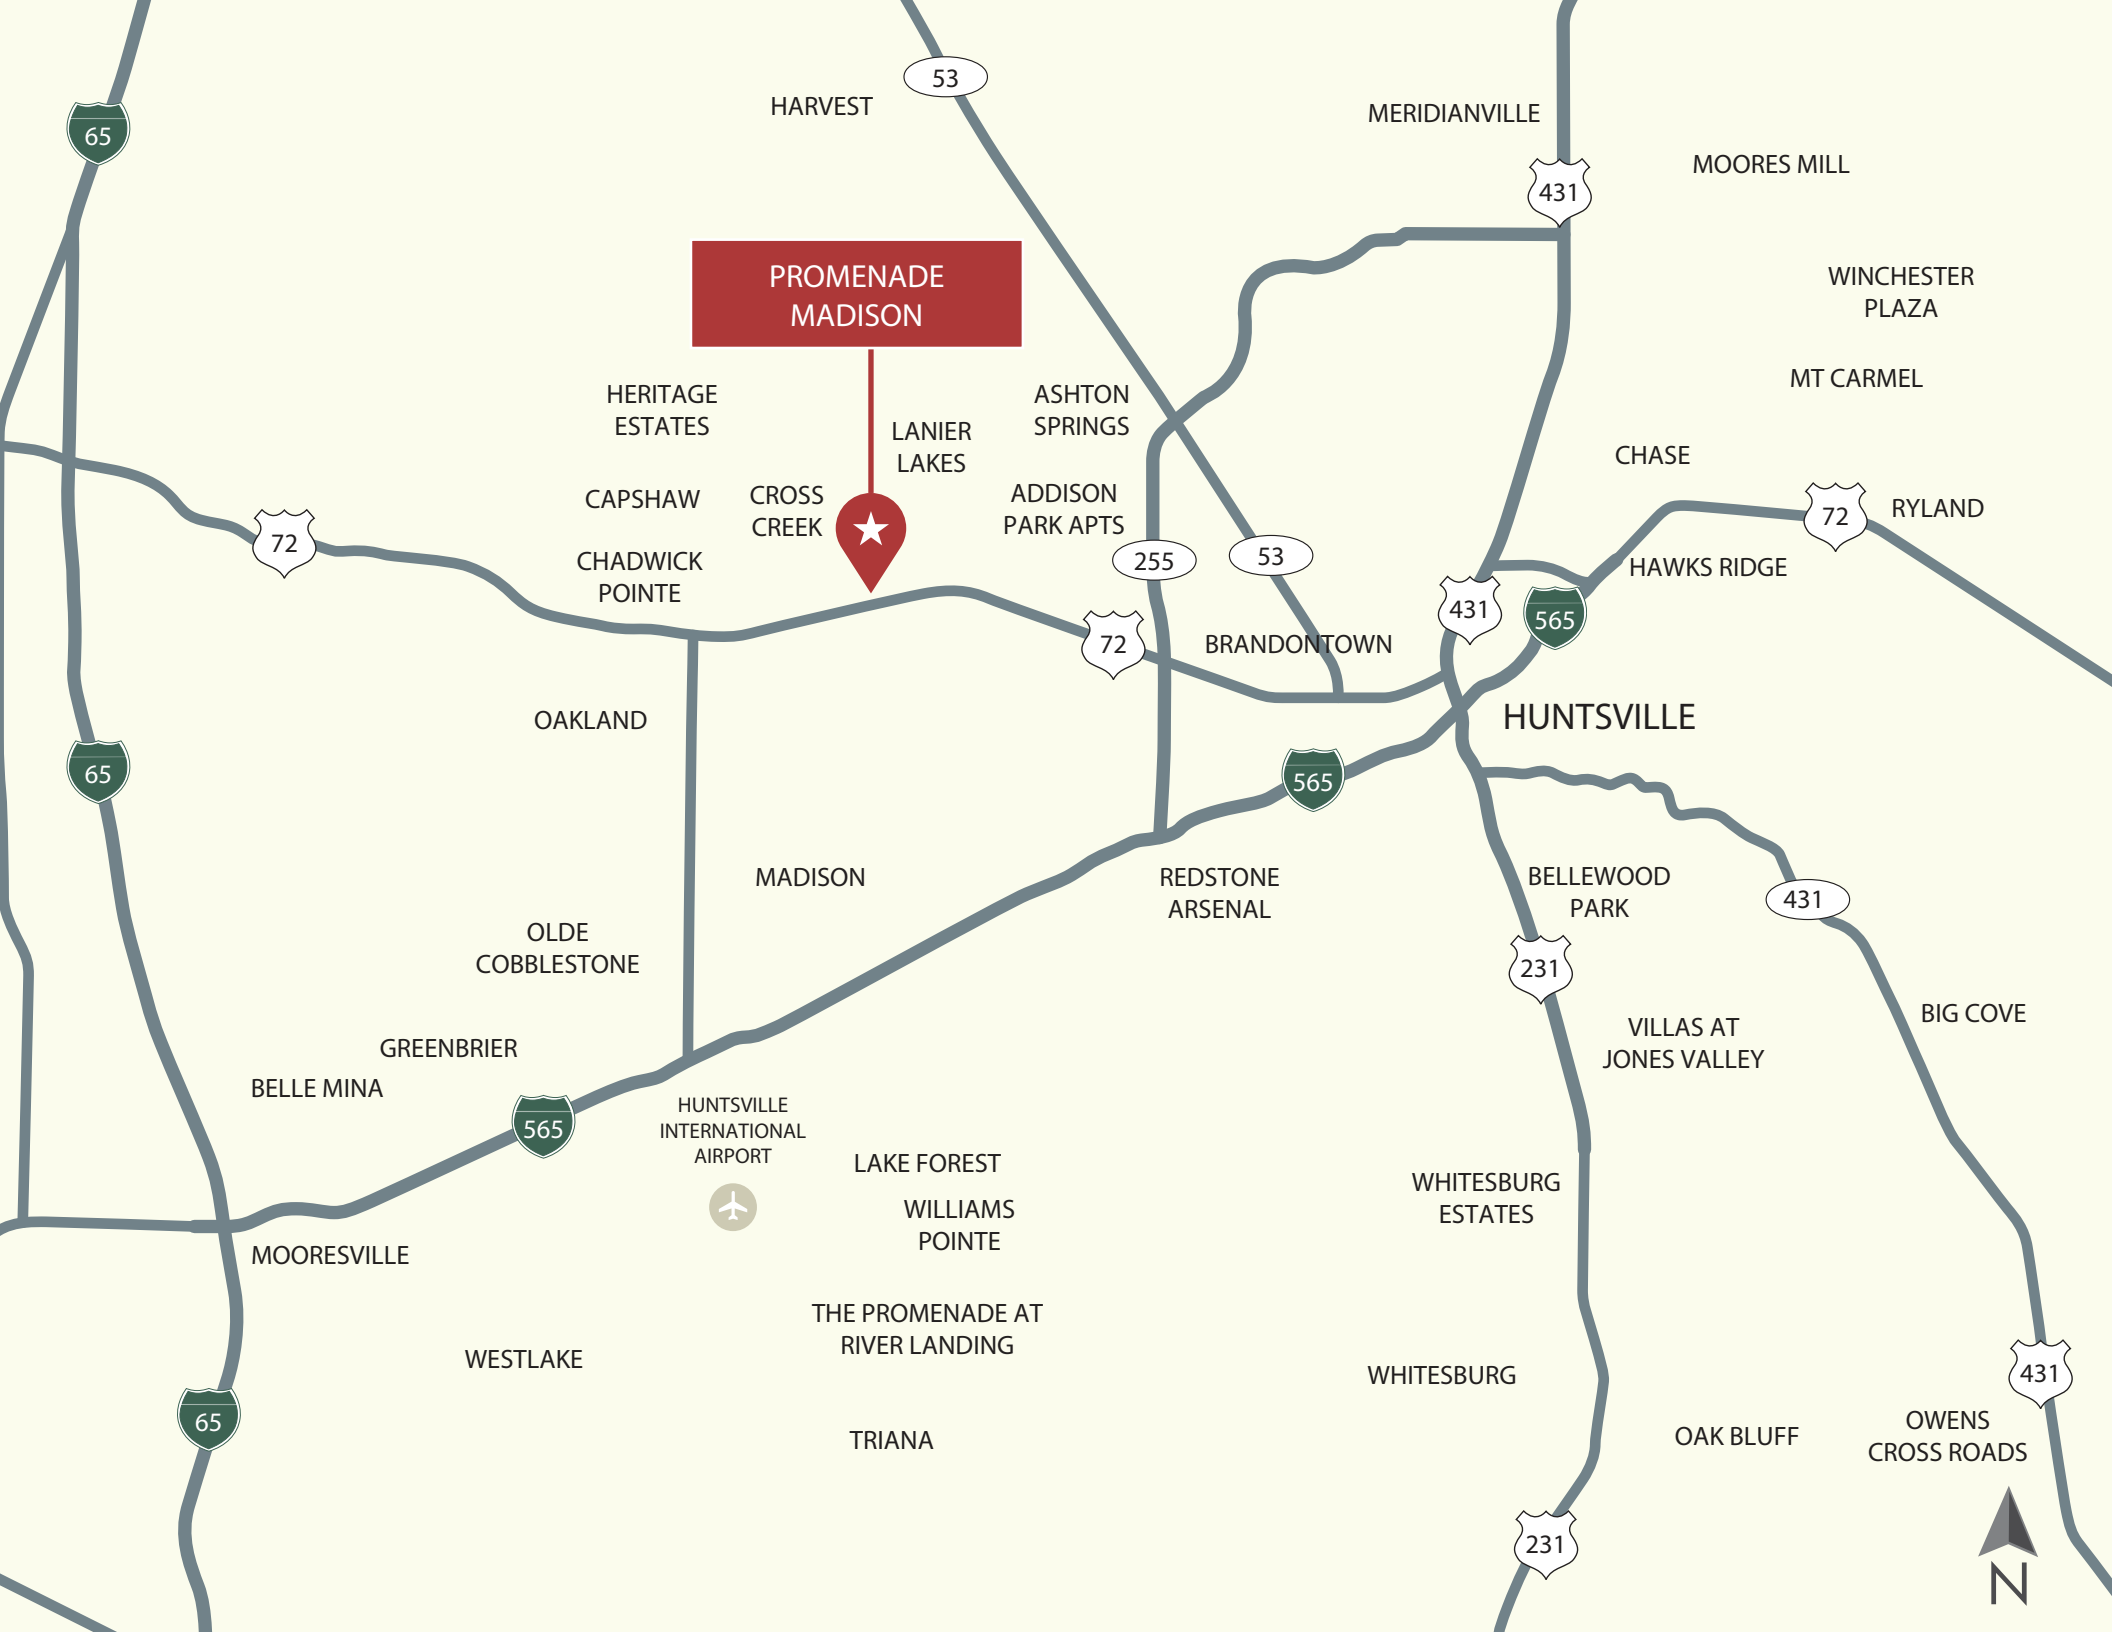 53
HARVEST
MERIDIANVILLE
65
MOORES MILL
431
PROMENADE
MADISON
WINCHESTER
PLAZA
MT CARMEL
HERITAGE
ESTATES
ASHTON
SPRINGS
LANIER
LAKES
CHASE
CAPSHAW
CROSS
CREEK
ADDISON
PARK APTS
72
RYLAND
72
CHADWICK
POINTE
255
53
HAWKS RIDGE
431
565
72
BRANDONTOWN
OAKLAND
HUNTSVILLE
65
565
MADISON
REDSTONE
ARSENAL
BELLEWOOD
PARK
431
OLDE
COBBLESTONE
231
BIG COVE
VILLAS AT
JONES VALLEY
GREENBRIER
BELLE MINA
565
HUNTSVILLE
INTERNATIONAL
AIRPORT
LAKE FOREST
WHITESBURG
ESTATES
WILLIAMS
POINTE
MOORESVILLE
THE PROMENADE AT
RIVER LANDING
WESTLAKE
WHITESBURG
431
65
TRIANA
OAK BLUFF
OWENS
CROSS ROADS
231
N